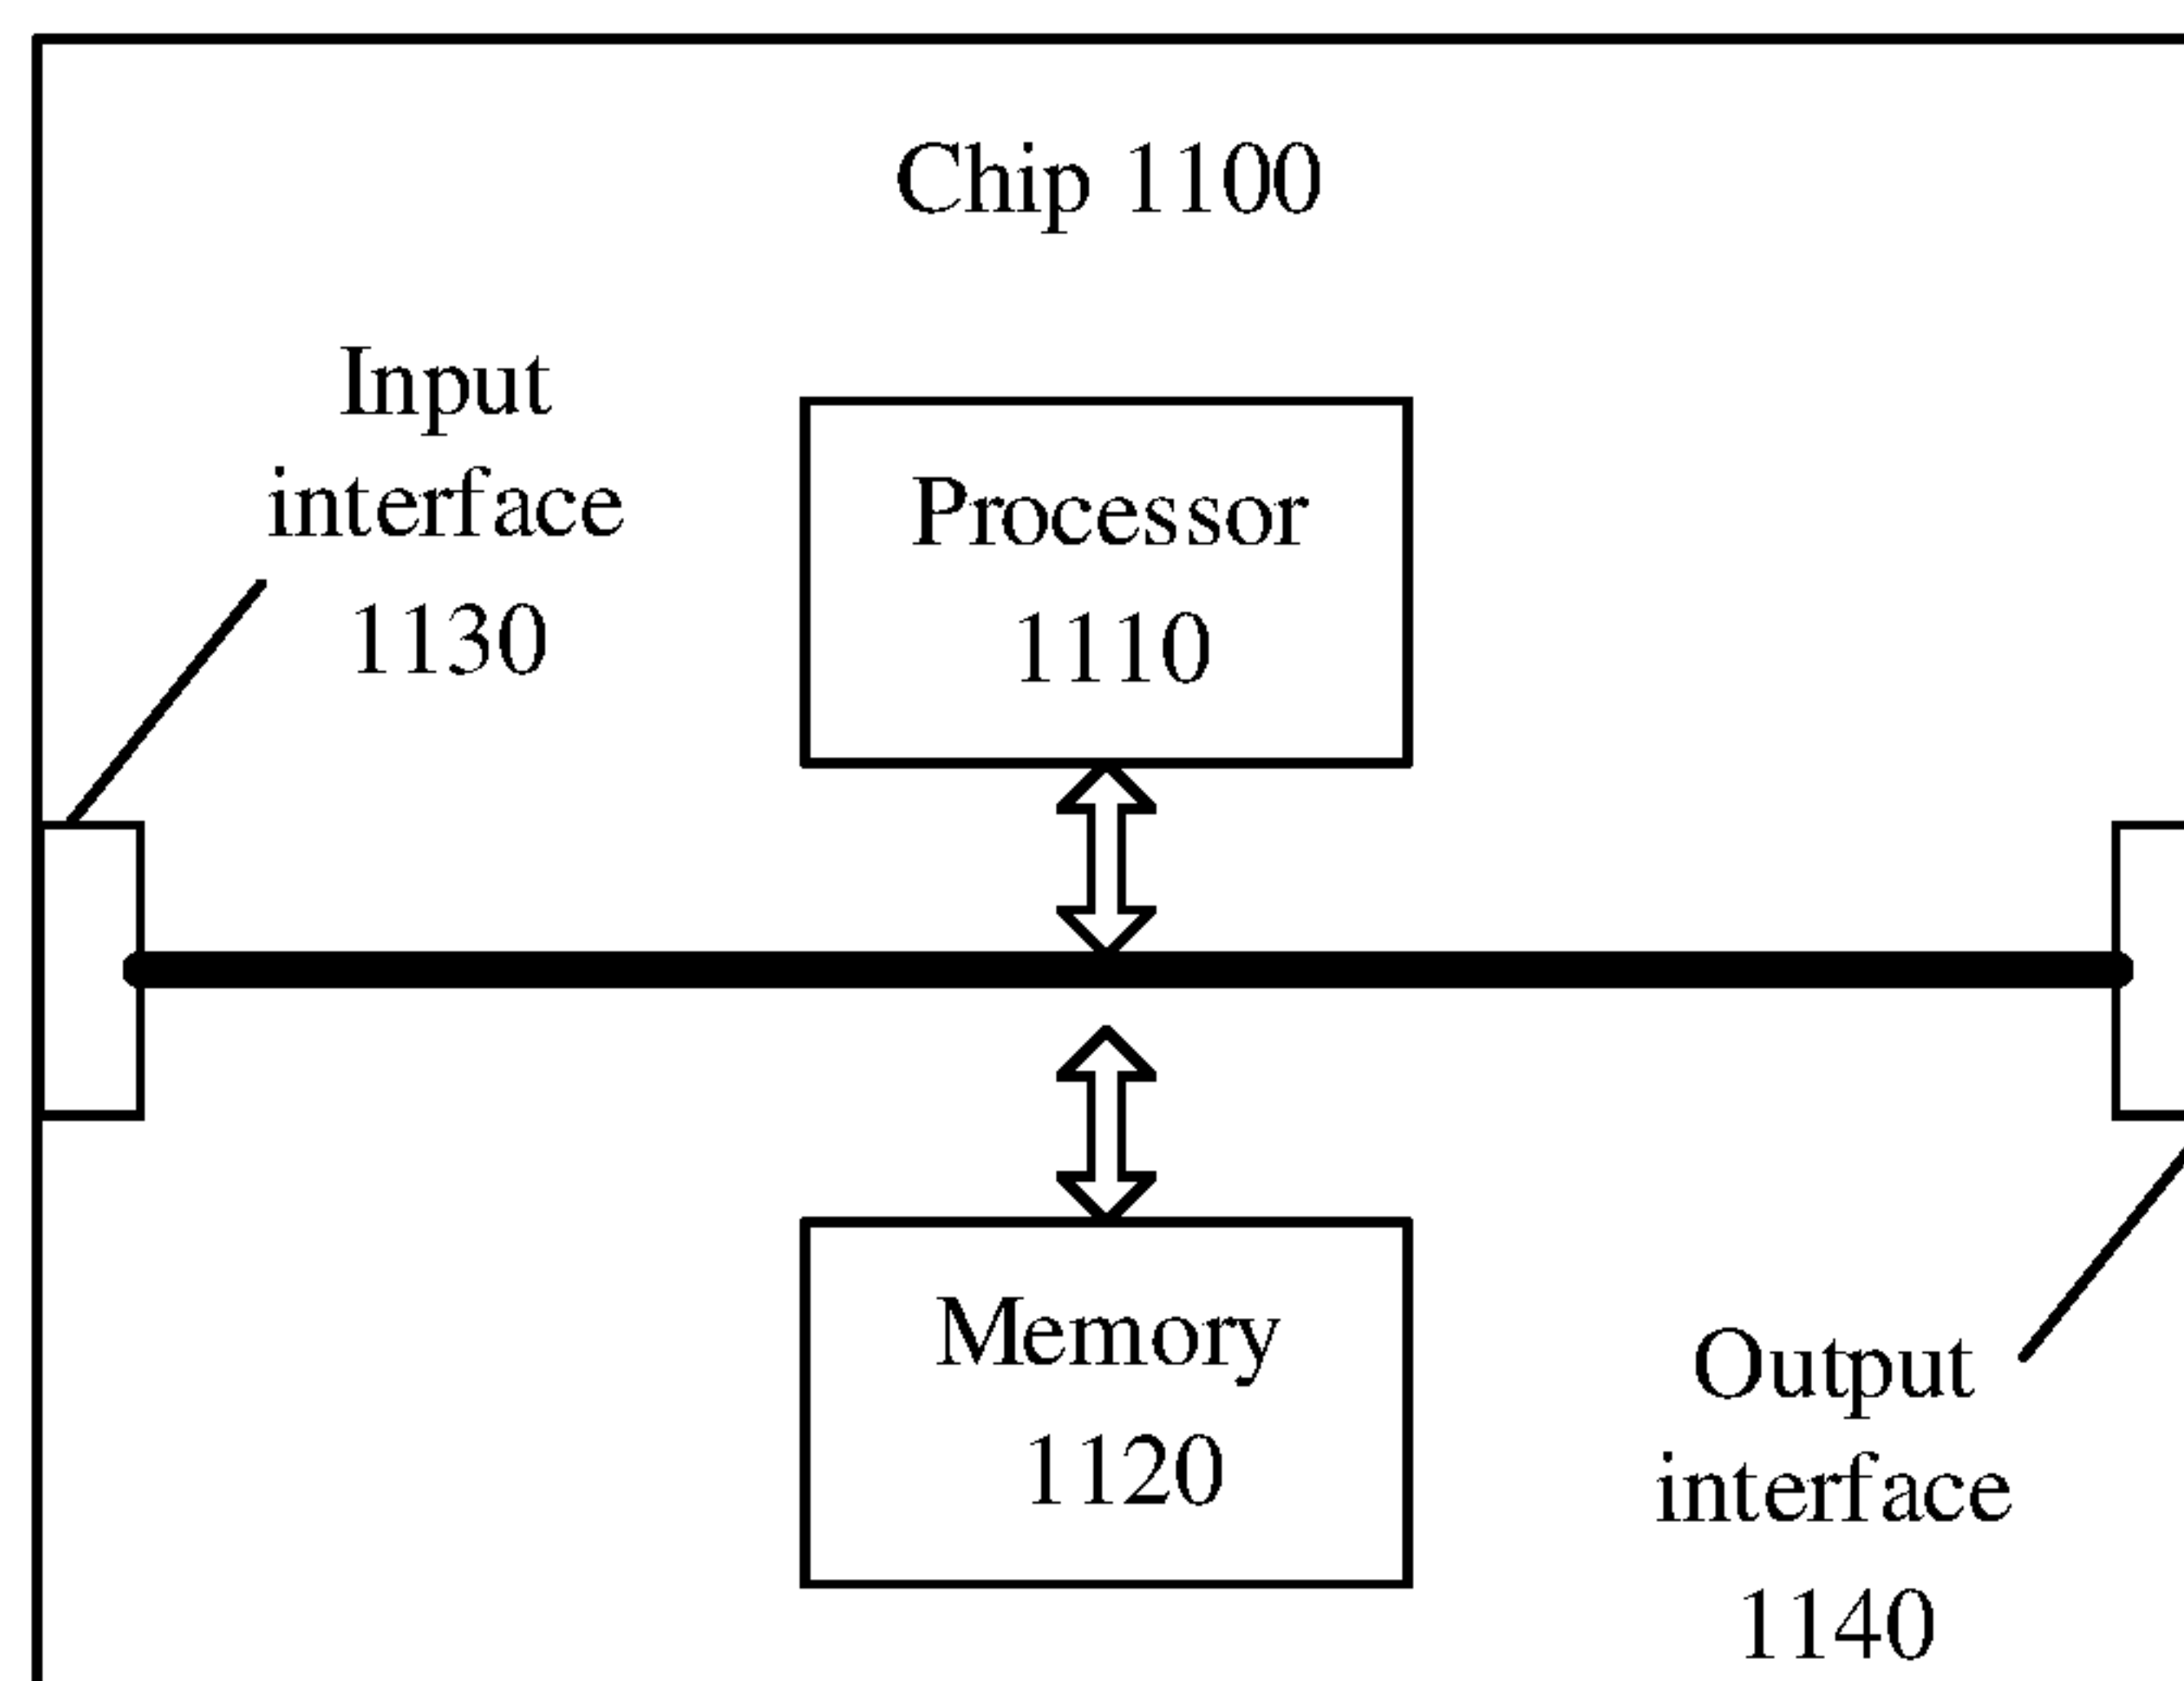 Chip 1100
Input
interface
1130
Processor
1110
Memory
1120
Output
interface
1140